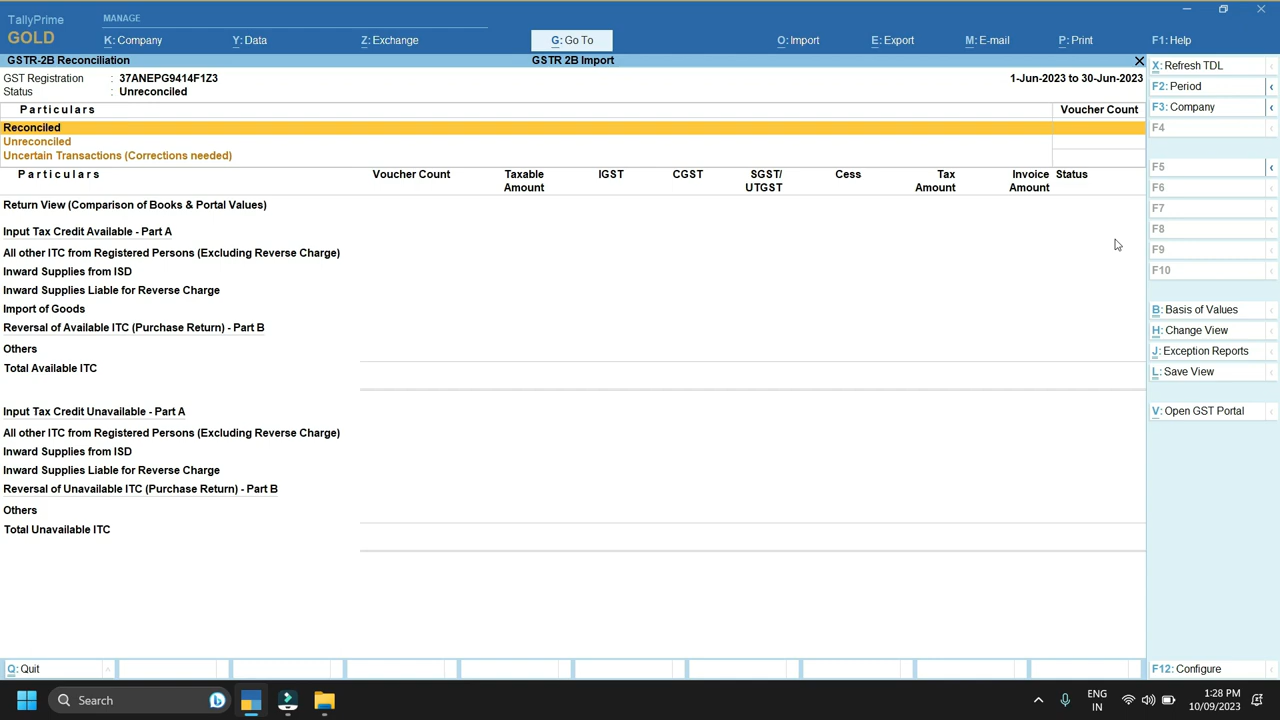 TallyPrime
GOLD
MANAGE
K: Company
Y: Data
Z: Exchange
G: Go To
O: Import
E: Export
M: E-mail
P: Print
F1: Help
GSTR-2B Reconciliation
GSTR 2B Import
GST Registration : 37ANEPG9414F1Z3
1-Jun-2023 to 30-Jun-2023
Status : Unreconciled
Particulars Voucher Count
Reconciled
Unreconciled
Uncertain Transactions (Corrections needed)
Particulars Voucher Count Taxable Amount IGST CGST SGST/ UTGST Cess Tax Amount Invoice Amount Status
Return View (Comparison of Books & Portal Values)
Input Tax Credit Available - Part A
All other ITC from Registered Persons (Excluding Reverse Charge)
Inward Supplies from ISD
Inward Supplies Liable for Reverse Charge
Import of Goods
Reversal of Available ITC (Purchase Return) - Part B
Others
Total Available ITC
Input Tax Credit Unavailable - Part A
All other ITC from Registered Persons (Excluding Reverse Charge)
Inward Supplies from ISD
Inward Supplies Liable for Reverse Charge
Reversal of Unavailable ITC (Purchase Return) - Part B
Others
Total Unavailable ITC
X: Refresh TDL
F2: Period
F3: Company
F4
F5
F6
F7
F8
F9
F10
B: Basis of Values
H: Change View
J: Exception Reports
L: Save View
V: Open GST Portal
F12: Configure
Q: Quit
Search
ENG
IN
1:28 PM
10/09/2023